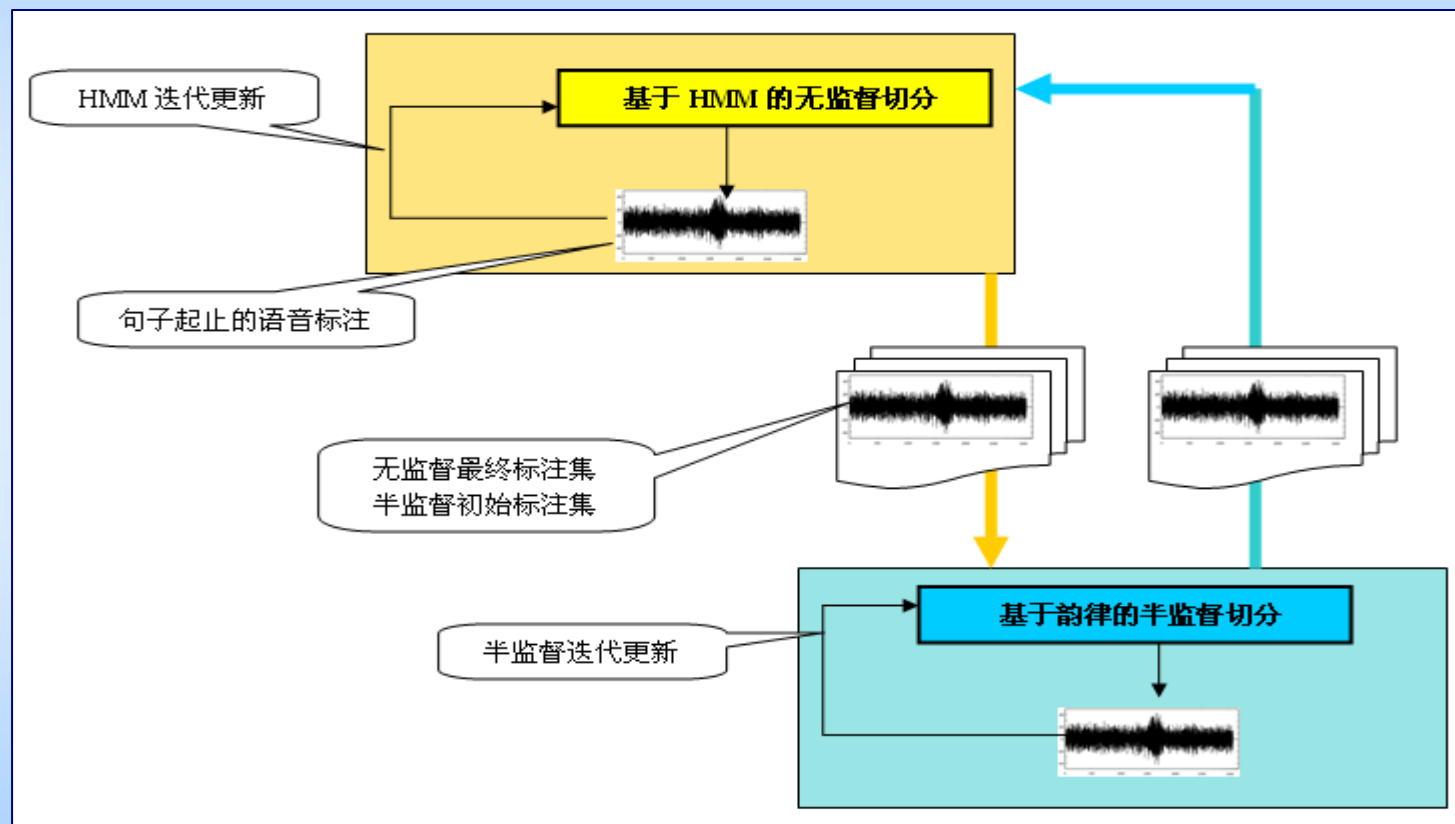 HMM 迭代更新
基于 HMM 的无监督切分
句子起止的语音标注
无监督最终标注集
半监督初始标注集
基于韵律的半监督切分
半监督迭代更新